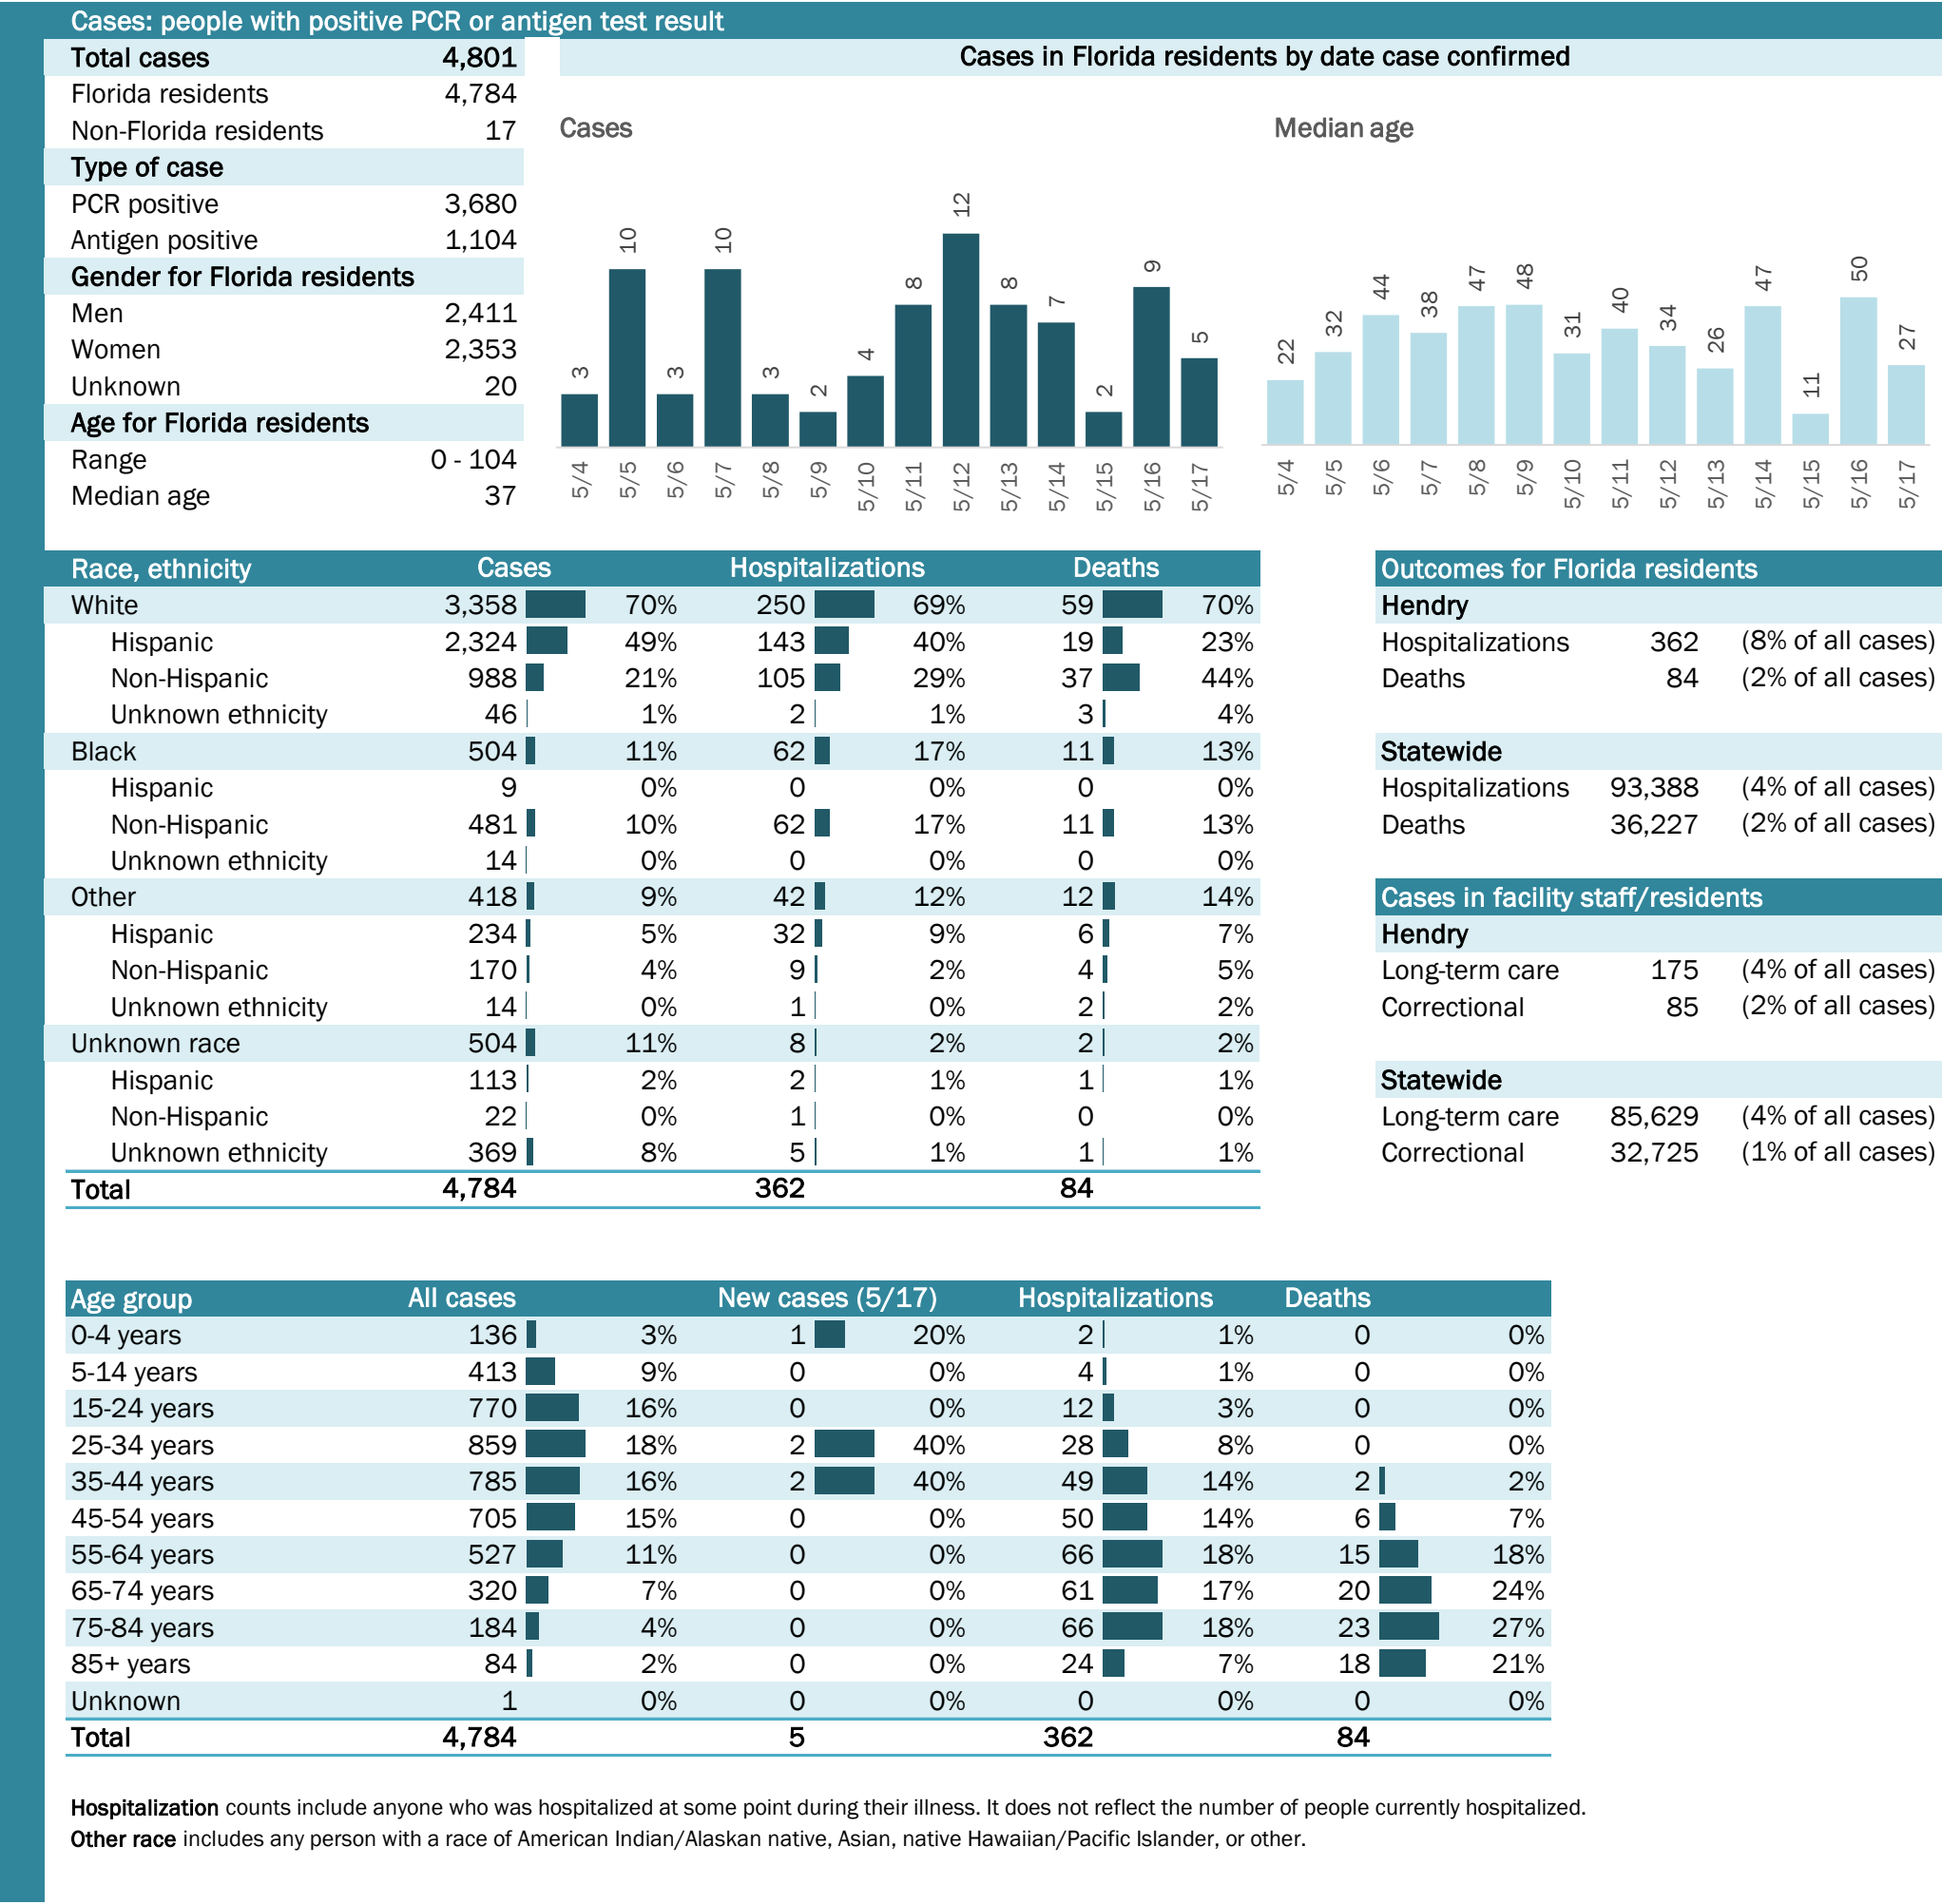 Cases: people with positive PCR or antigen test result
Total cases 4,801
Florida residents 4,784
Non-Florida residents 17
Type of case
PCR positive 3,680
Antigen positive 1,104
Gender for Florida residents
Men 2,411
Women 2,353
Unknown 20
Age for Florida residents
Range 0 - 104
Median age 37
Cases in Florida residents by date case confirmed
Cases
3 10 3 10 3 2 4 8 12 8 7 2 9 5
5/4 5/5 5/6 5/7 5/8 5/9 5/10 5/11 5/12 5/13 5/14 5/15 5/16 5/17
Median age
22 32 44 38 47 48 31 40 34 26 47 11 50 27
5/4 5/5 5/6 5/7 5/8 5/9 5/10 5/11 5/12 5/13 5/14 5/15 5/16 5/17
Race, ethnicity Cases Hospitalizations Deaths
White 3,358 70% 250 69% 59 70%
Hispanic 2,324 49% 143 40% 19 23%
Non-Hispanic 988 21% 105 29% 37 44%
Unknown ethnicity 46 1% 2 1% 3 4%
Black 504 11% 62 17% 11 13%
Hispanic 9 0% 0 0% 0 0%
Non-Hispanic 481 10% 62 17% 11 13%
Unknown ethnicity 14 0% 0 0% 0 0%
Other 418 9% 42 12% 12 14%
Hispanic 234 5% 32 9% 6 7%
Non-Hispanic 170 4% 9 2% 4 5%
Unknown ethnicity 14 0% 1 0% 2 2%
Unknown race 504 11% 8 2% 2 2%
Hispanic 113 2% 2 1% 1 1%
Non-Hispanic 22 0% 1 0% 0 0%
Unknown ethnicity 369 8% 5 1% 1 1%
Total 4,784 362 84
Outcomes for Florida residents
Hendry
Hospitalizations 362 (8% of all cases)
Deaths 84 (2% of all cases)
Statewide
Hospitalizations 93,388 (4% of all cases)
Deaths 36,227 (2% of all cases)
Cases in facility staff/residents
Hendry
Long-term care 175 (4% of all cases)
Correctional 85 (2% of all cases)
Statewide
Long-term care 85,629 (4% of all cases)
Correctional 32,725 (1% of all cases)
Age group All cases New cases (5/17) Hospitalizations Deaths
0-4 years 136 3% 1 20% 2 1% 0 0%
5-14 years 413 9% 0 0% 4 1% 0 0%
15-24 years 770 16% 0 0% 12 3% 0 0%
25-34 years 859 18% 2 40% 28 8% 0 0%
35-44 years 785 16% 2 40% 49 14% 2 2%
45-54 years 705 15% 0 0% 50 14% 6 7%
55-64 years 527 11% 0 0% 66 18% 15 18%
65-74 years 320 7% 0 0% 61 17% 20 24%
75-84 years 184 4% 0 0% 66 18% 23 27%
85+ years 84 2% 0 0% 24 7% 18 21%
Unknown 1 0% 0 0% 0 0% 0 0%
Total 4,784 5 362 84
Hospitalization counts include anyone who was hospitalized at some point during their illness. It does not reflect the number of people currently hospitalized.
Other race includes any person with a race of American Indian/Alaskan native, Asian, native Hawaiian/Pacific Islander, or other.